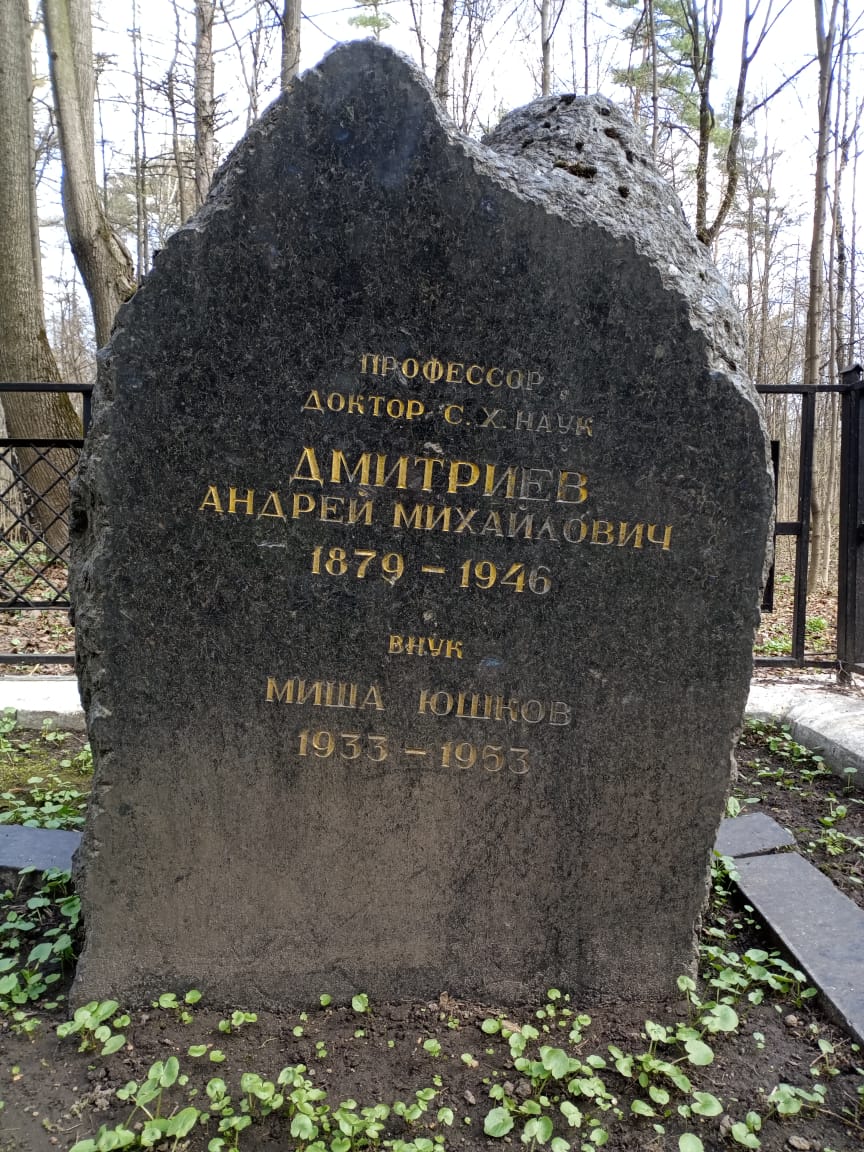 ПРОФЕССОР
ДОКТОР С. Х. НАУК
ДМИТРИЕВ
АНДРЕЙ МИХАЙЛОВИЧ
1879 – 1946
ВНУК
МИША ЮШКОВ
1933 – 1953